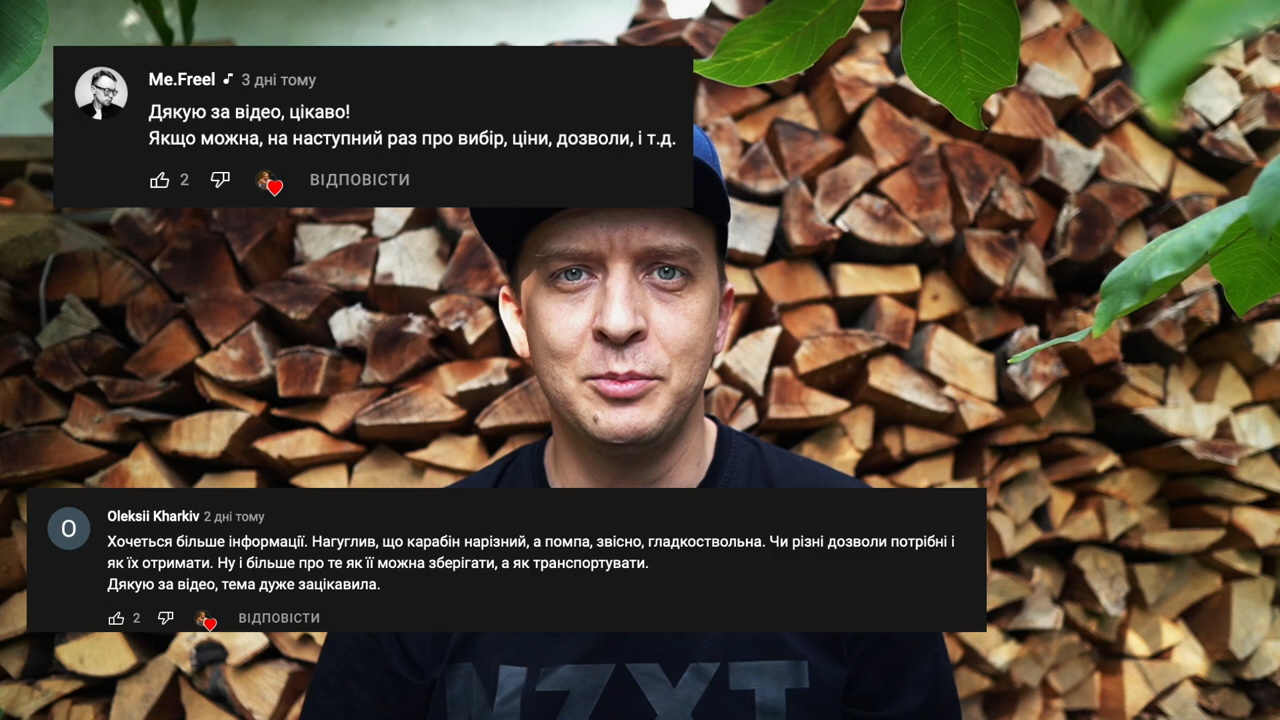 Me.Freel 3 дні тому
Дякую за відео, цікаво!
Якщо можна, на наступний раз про вибір, ціни, дозволи, і т.д.
2 ВІДПОВІСТИ
O
Oleksii Kharkiv 2 дні тому
Хочеться більше інформації. Нагуглив, що карабін нарізний, а помпа, звісно, гладкоствольна. Чи різні дозволи потрібні і
як їх отримати. Ну і більше про те як її можна зберігати, а як транспортувати.
Дякую за відео, тема дуже зацікавила.
2 ВІДПОВІСТИ
NZXT